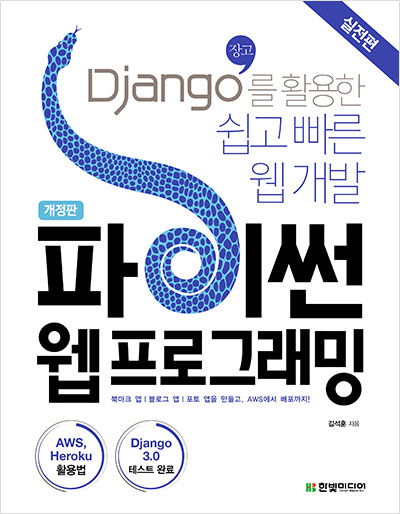 실전편
장고
Django를 활용한
쉽고 빠른
웹 개발
개정판
파이썬
웹 프로그래밍
북마크 앱 | 블로그 앱 | 포토 앱을 만들고, AWS에서 배포까지!
김석훈 지음
AWS,
Heroku
활용법
Django
3.0
테스트 완료
한빛미디어